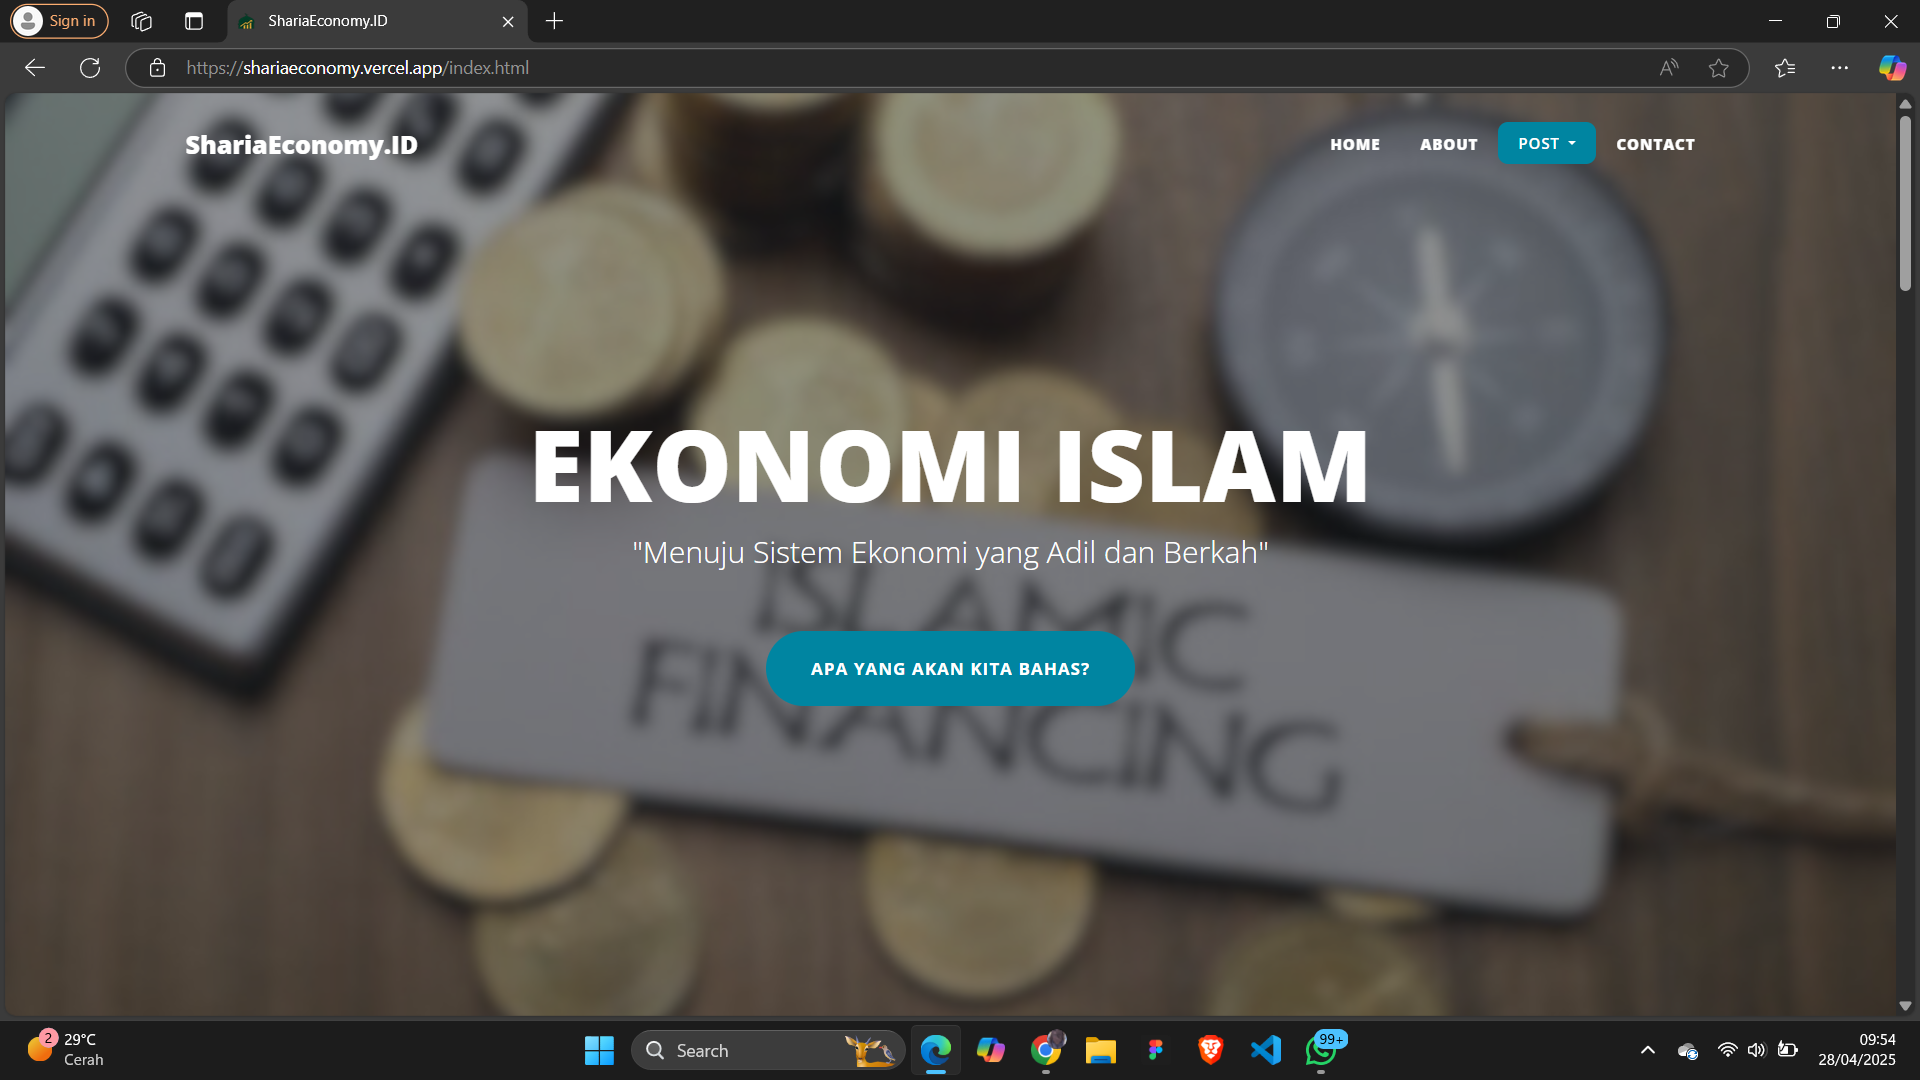 Sign in
ShariaEconomy.ID
https://shariaeconomy.vercel.app/index.html
ShariaEconomy.ID
HOME ABOUT POST CONTACT
EKONOMI ISLAM
"Menuju Sistem Ekonomi yang Adil dan Berkah"
ISLAMIC
APA YANG AKAN KITA BAHAS?
FINANCING
2 29°C
Cerah
Search
99+
09:54
28/04/2025